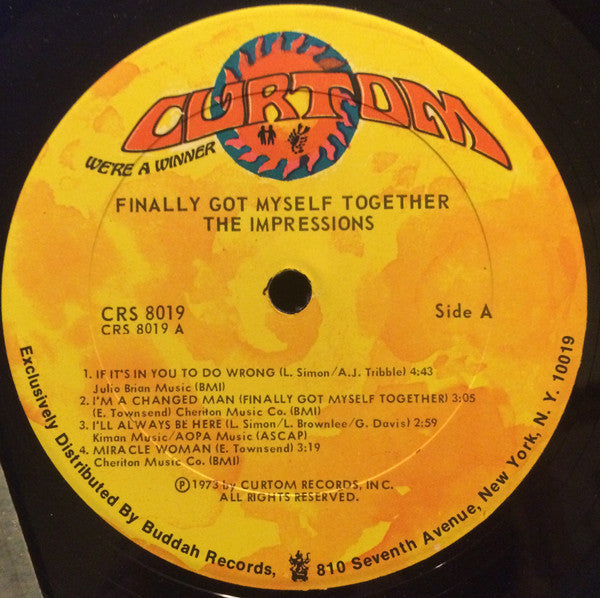 CURTOM
WE'RE A WINNER
FINALLY GOT MYSELF TOGETHER
THE IMPRESSIONS
CRS 8019
CRS 8019 A
Side A
1. IF IT'S IN YOU TO DO WRONG (L. Simon/A.J. Tribble) 4:43
Julio Brian Music (BMI)
2. I'M A CHANGED MAN (FINALLY GOT MYSELF TOGETHER) 3:05
(E. Townsend) Cheriton Music Co. (BMI)
3. I'LL ALWAYS BE HERE (L. Simon/L. Brownlee/G. Davis) 2:59
Kiman Music/AOPA Music (ASCAP)
4. MIRACLE WOMAN (E. Townsend) 3:19
Cheriton Music Co. (BMI)
Ⓟ 1973 by CURTOM RECORDS, INC.
ALL RIGHTS RESERVED.
Exclusively Distributed By Buddah Records, 810 Seventh Avenue, New York, N. Y. 10019